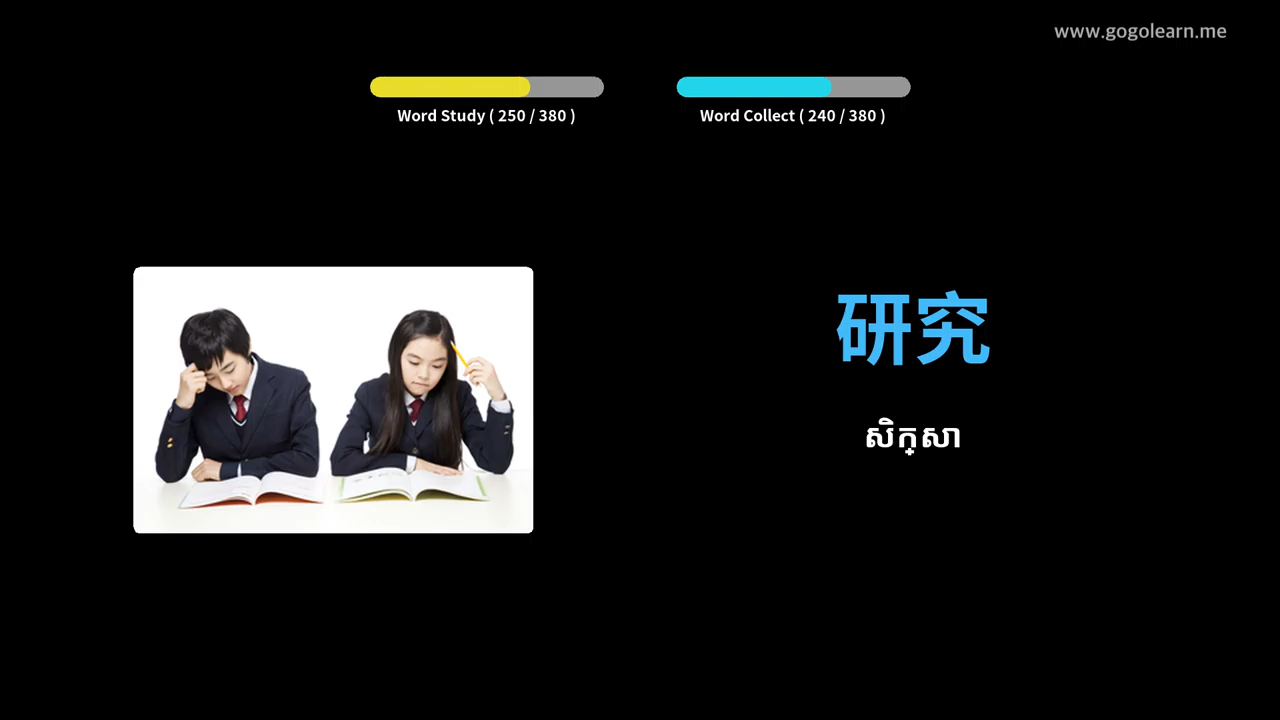 www.gogolearn.me
Word Study ( 250 / 380 )
Word Collect ( 240 / 380 )
研究
សិក្សា